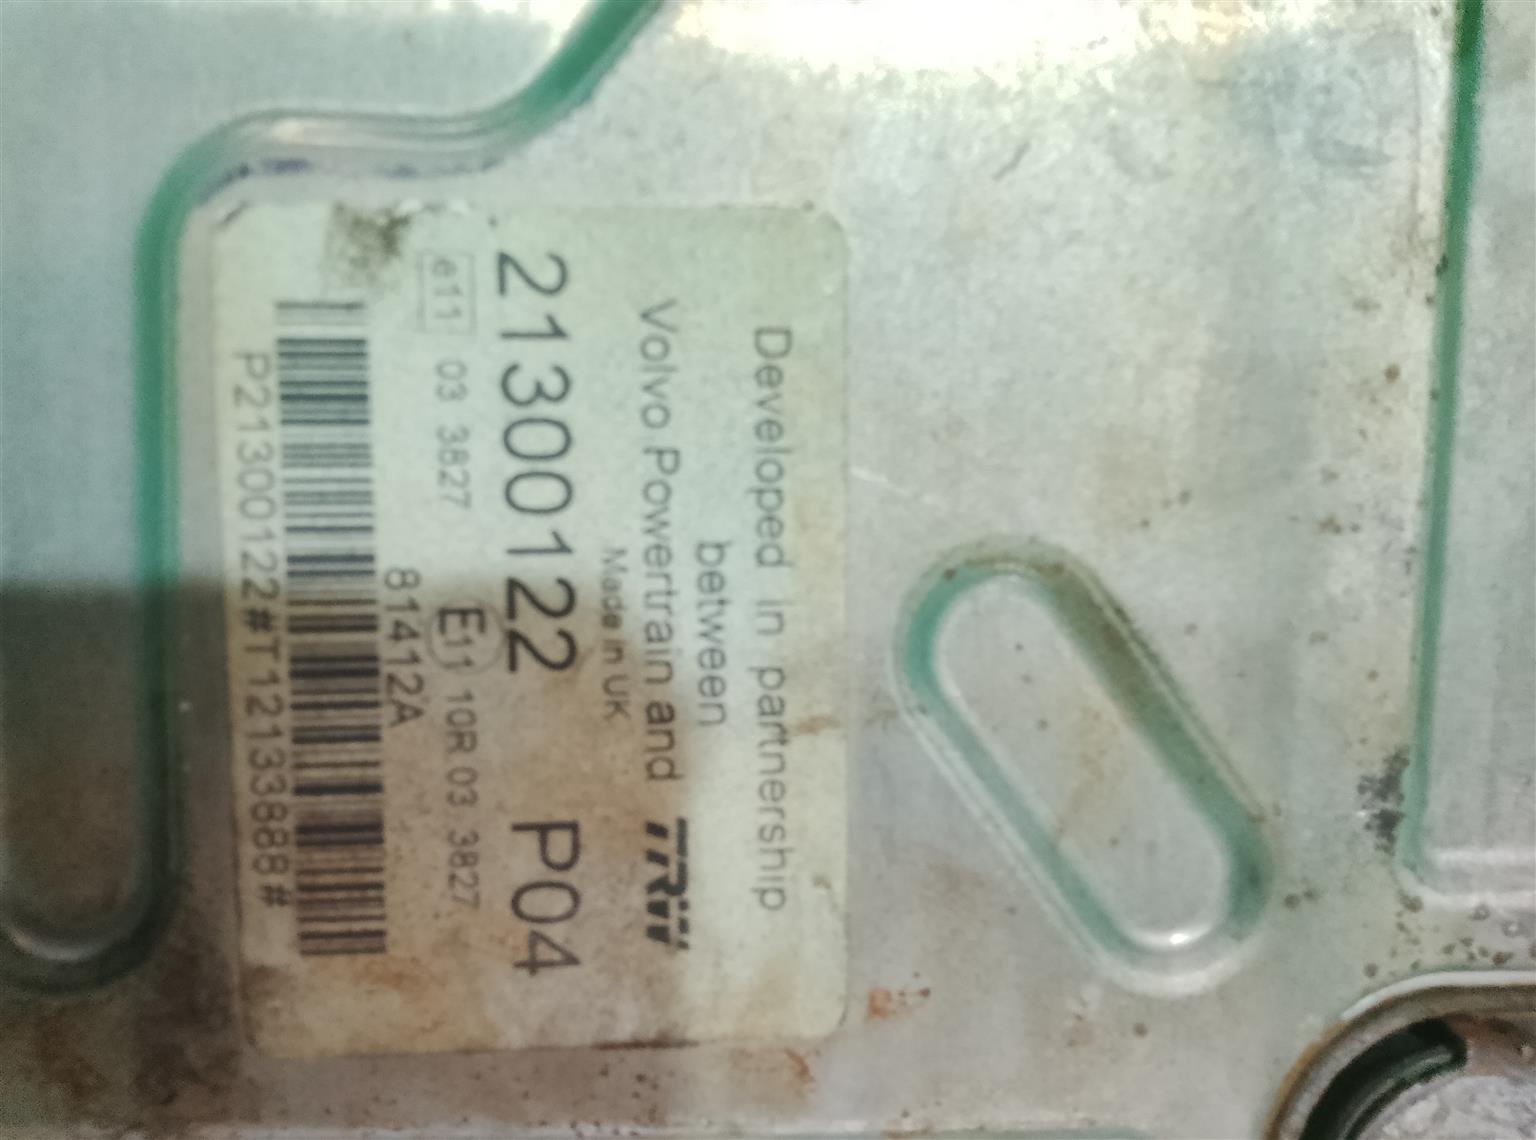 Developed in partnership
between
Volvo Powertrain and TRW
Made in UK
21300122 P04
e11 03 3827 E11 10R 03 3827
81412A
P21300122#T12133888#